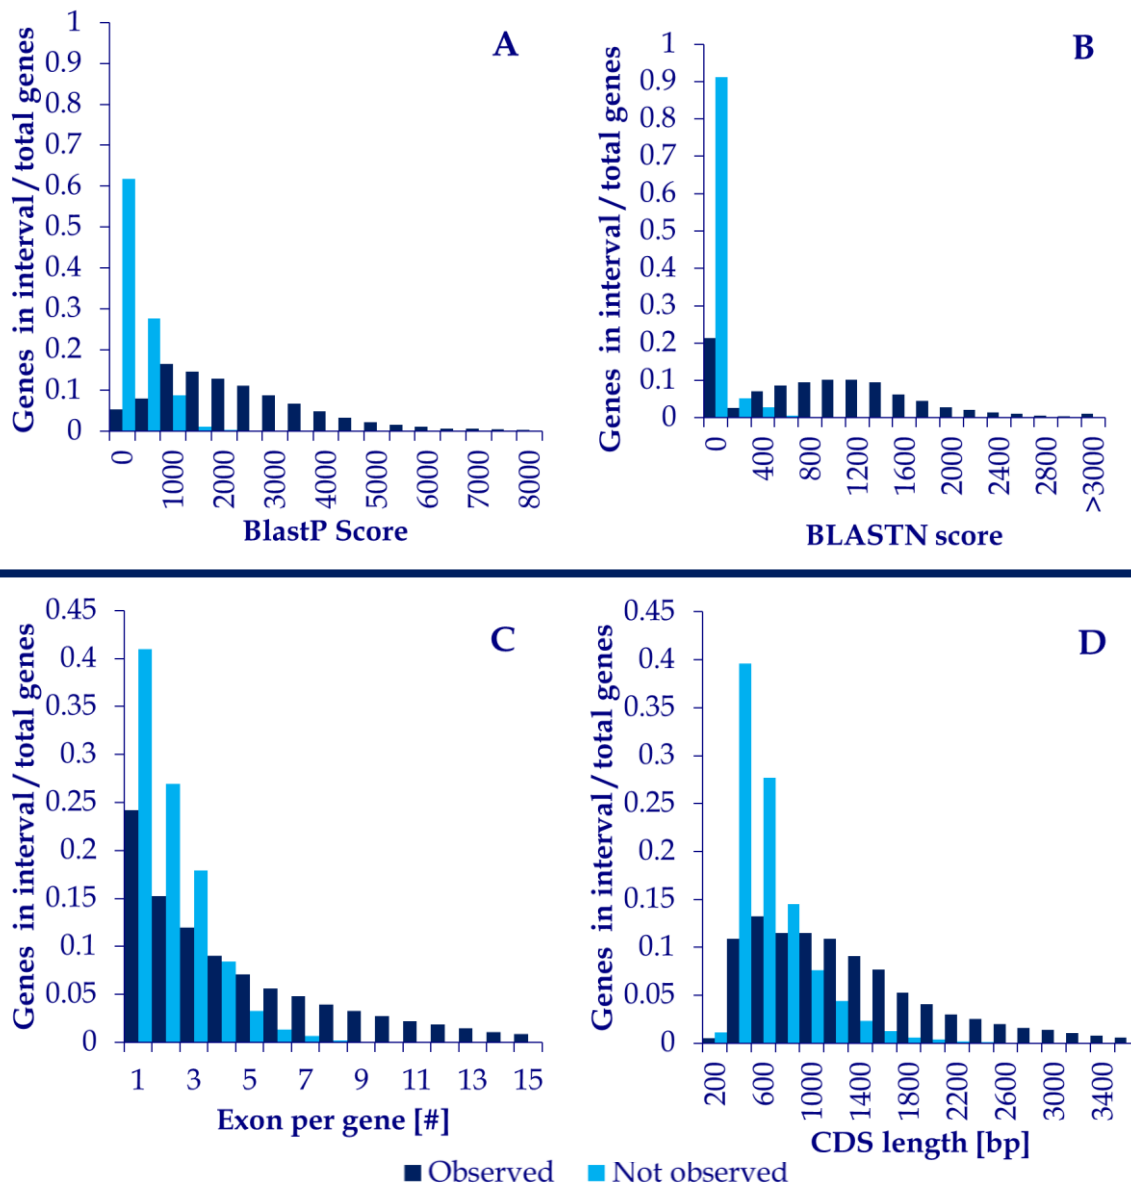 A
Genes in interval / total genes
1
0.9
0.8
0.7
0.6
0.5
0.4
0.3
0.2
0.1
0
0 1000 2000 3000 4000 5000 6000 7000 8000
BlastP Score
B
Genes in interval / total genes
1
0.9
0.8
0.7
0.6
0.5
0.4
0.3
0.2
0.1
0
0 400 800 1200 1600 2000 2400 2800 >3000
BLASTN score
C
Genes in interval / total genes
0.45
0.4
0.35
0.3
0.25
0.2
0.15
0.1
0.05
0
1 3 5 7 9 11 13 15
Exon per gene [#]
D
Genes in interval / total genes
0.45
0.4
0.35
0.3
0.25
0.2
0.15
0.1
0.05
0
200 600 1000 1400 1800 2200 2600 3000 3400
CDS length [bp]
Observed Not observed